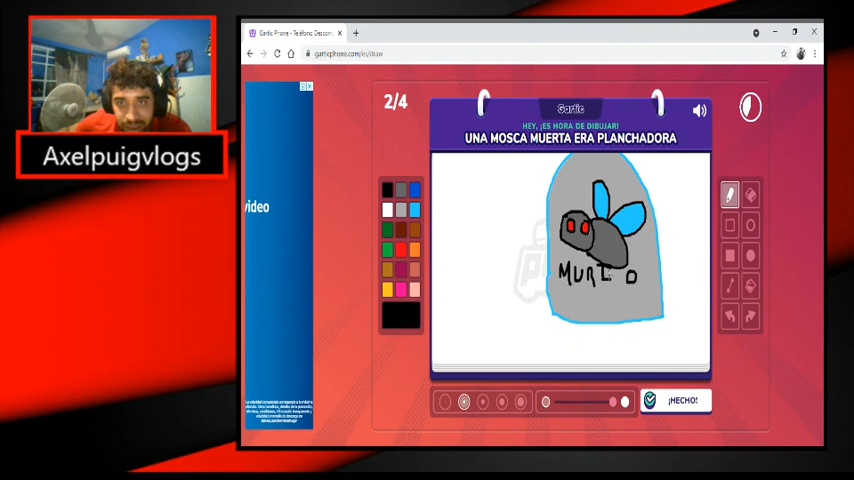 Gartic Phone - Teléfono Descom
garticphone.com/es/draw
Axelpuigvlogs
video
2/4
Gartic
HEY, ¡ES HORA DE DIBUJAR!
UNA MOSCA MUERTA ERA PLANCHADORA
MURT O
¡HECHO!